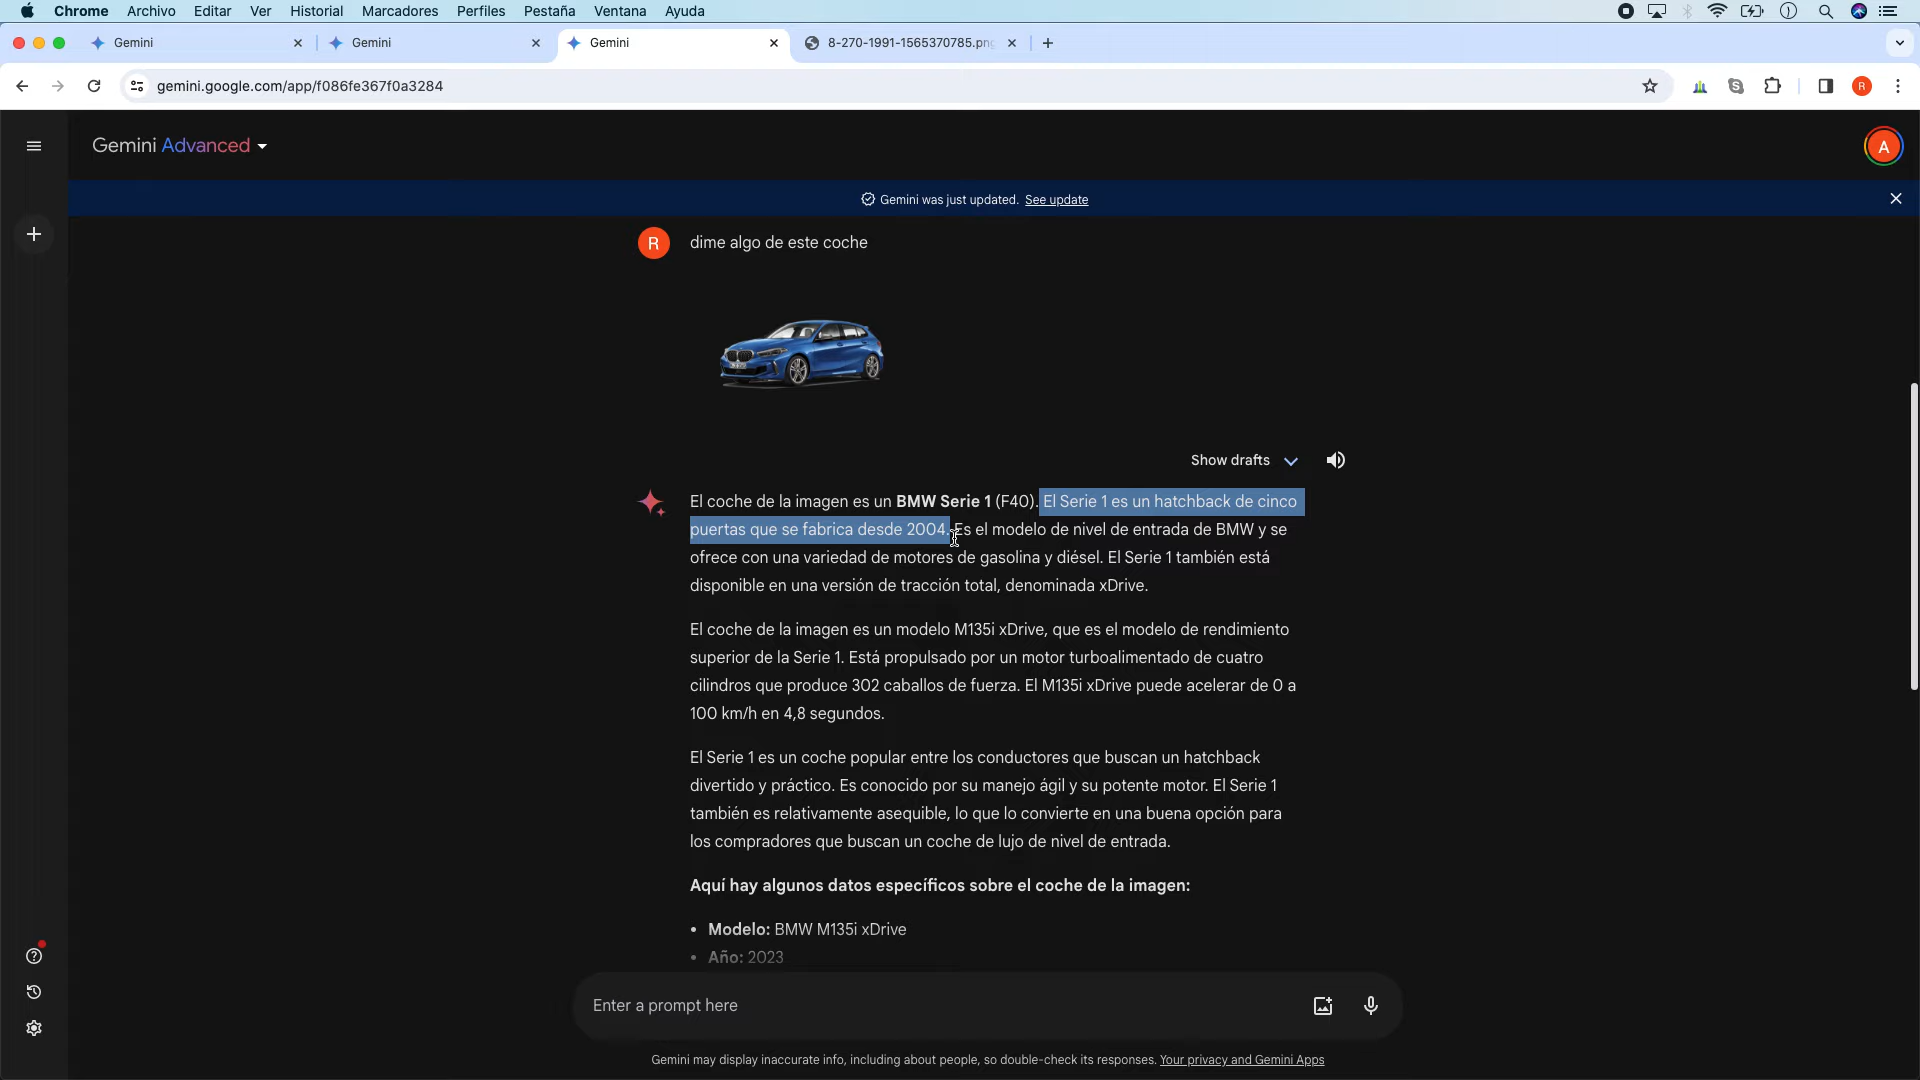 Chrome Archivo Editar Ver Historial Marcadores Perfiles Pestaña Ventana Ayuda
Gemini
Gemini
Gemini
8-270-1991-1565370785.pn
gemini.google.com/app/f086fe367f0a3284
R
Gemini Advanced
A
Gemini was just updated. See update
R
dime algo de este coche
Show drafts
El coche de la imagen es un BMW Serie 1 (F40). El Serie 1 es un hatchback de cinco
puertas que se fabrica desde 2004. Es el modelo de nivel de entrada de BMW y se
ofrece con una variedad de motores de gasolina y diésel. El Serie 1 también está
disponible en una versión de tracción total, denominada xDrive.
El coche de la imagen es un modelo M135i xDrive, que es el modelo de rendimiento
superior de la Serie 1. Está propulsado por un motor turboalimentado de cuatro
cilindros que produce 302 caballos de fuerza. El M135i xDrive puede acelerar de 0 a
100 km/h en 4,8 segundos.
El Serie 1 es un coche popular entre los conductores que buscan un hatchback
divertido y práctico. Es conocido por su manejo ágil y su potente motor. El Serie 1
también es relativamente asequible, lo que lo convierte en una buena opción para
los compradores que buscan un coche de lujo de nivel de entrada.
Aquí hay algunos datos específicos sobre el coche de la imagen:
• Modelo: BMW M135i xDrive
• Año: 2023
Enter a prompt here
Gemini may display inaccurate info, including about people, so double-check its responses. Your privacy and Gemini Apps